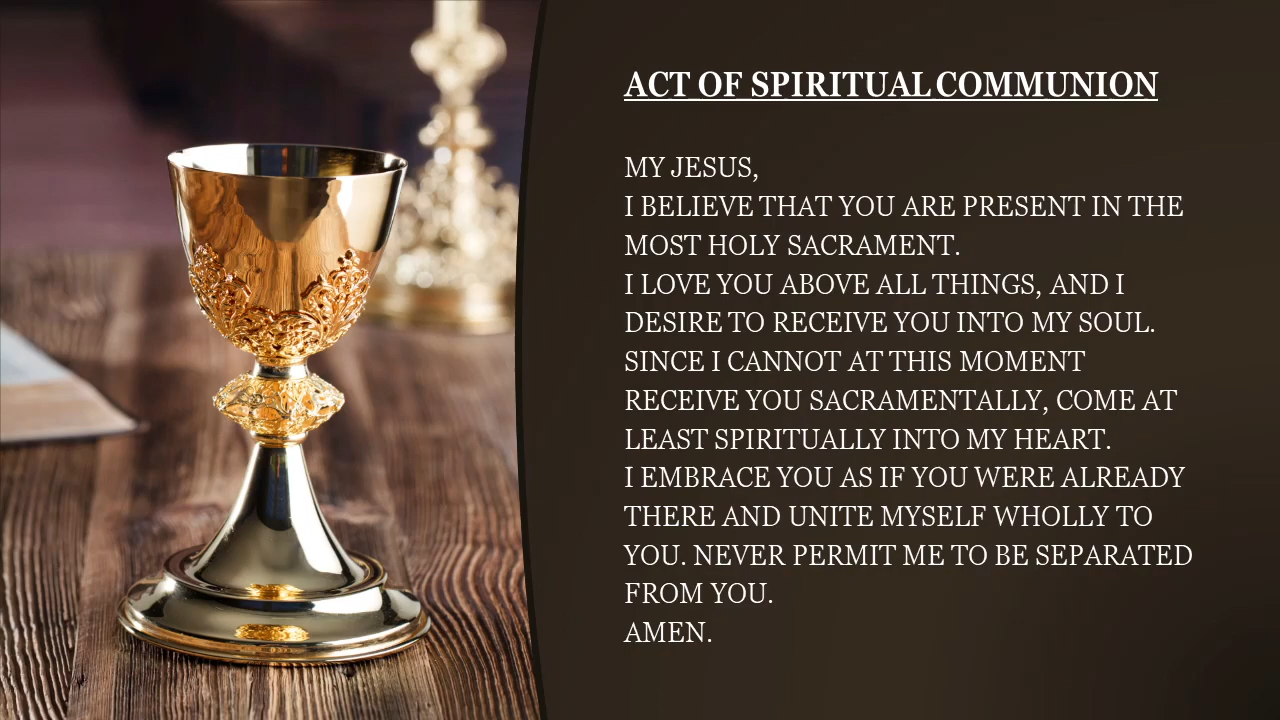 ACT OF SPIRITUAL COMMUNION
MY JESUS,
I BELIEVE THAT YOU ARE PRESENT IN THE
MOST HOLY SACRAMENT.
I LOVE YOU ABOVE ALL THINGS, AND I
DESIRE TO RECEIVE YOU INTO MY SOUL.
SINCE I CANNOT AT THIS MOMENT
RECEIVE YOU SACRAMENTALLY, COME AT
LEAST SPIRITUALLY INTO MY HEART.
I EMBRACE YOU AS IF YOU WERE ALREADY
THERE AND UNITE MYSELF WHOLLY TO
YOU. NEVER PERMIT ME TO BE SEPARATED
FROM YOU.
AMEN.